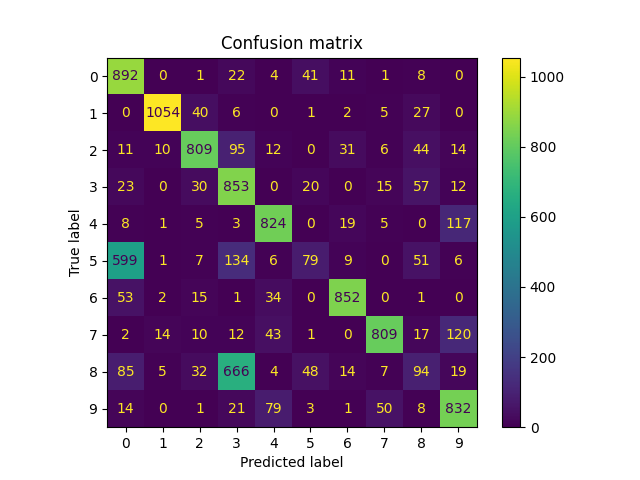 Confusion matrix
0 892 0 1 22 4 41 11 1 8 0
1 0 1054 40 6 0 1 2 5 27 0
2 11 10 809 95 12 0 31 6 44 14
3 23 0 30 853 0 20 0 15 57 12
4 8 1 5 3 824 0 19 5 0 117
5 599 1 7 134 6 79 9 0 51 6
6 53 2 15 1 34 0 852 0 1 0
7 2 14 10 12 43 1 0 809 17 120
8 85 5 32 666 4 48 14 7 94 19
9 14 0 1 21 79 3 1 50 8 832
0 1 2 3 4 5 6 7 8 9
Predicted label
True label
1000
800
600
400
200
0